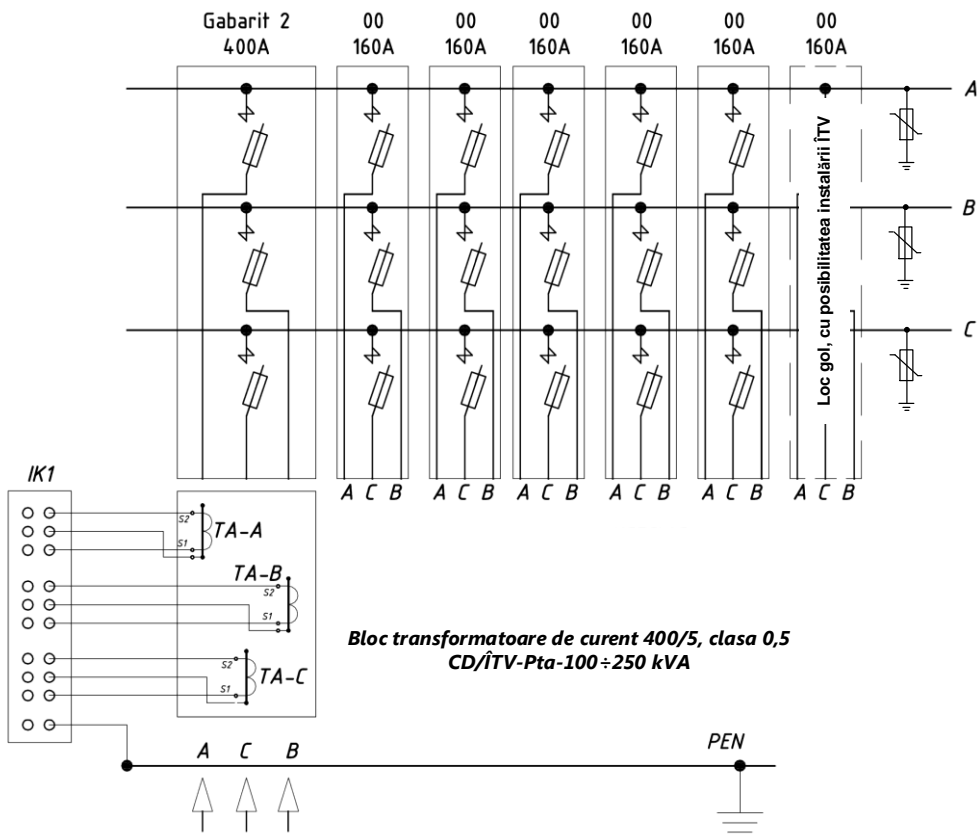 Gabarit 2 00 00 00 00 00 00
400A 160A 160A 160A 160A 160A 160A
A
B
C
Loc gol, cu posibilitatea instalării ÎTV
A C B A C B A C B A C B A C B A C B
IK1
S2
TA-A
S1
TA-B
S2
S1
S2
TA-C
S1
Bloc transformatoare de curent 400/5, clasa 0,5
CD/ÎTV-Pta-100÷250 kVA
A C B
PEN